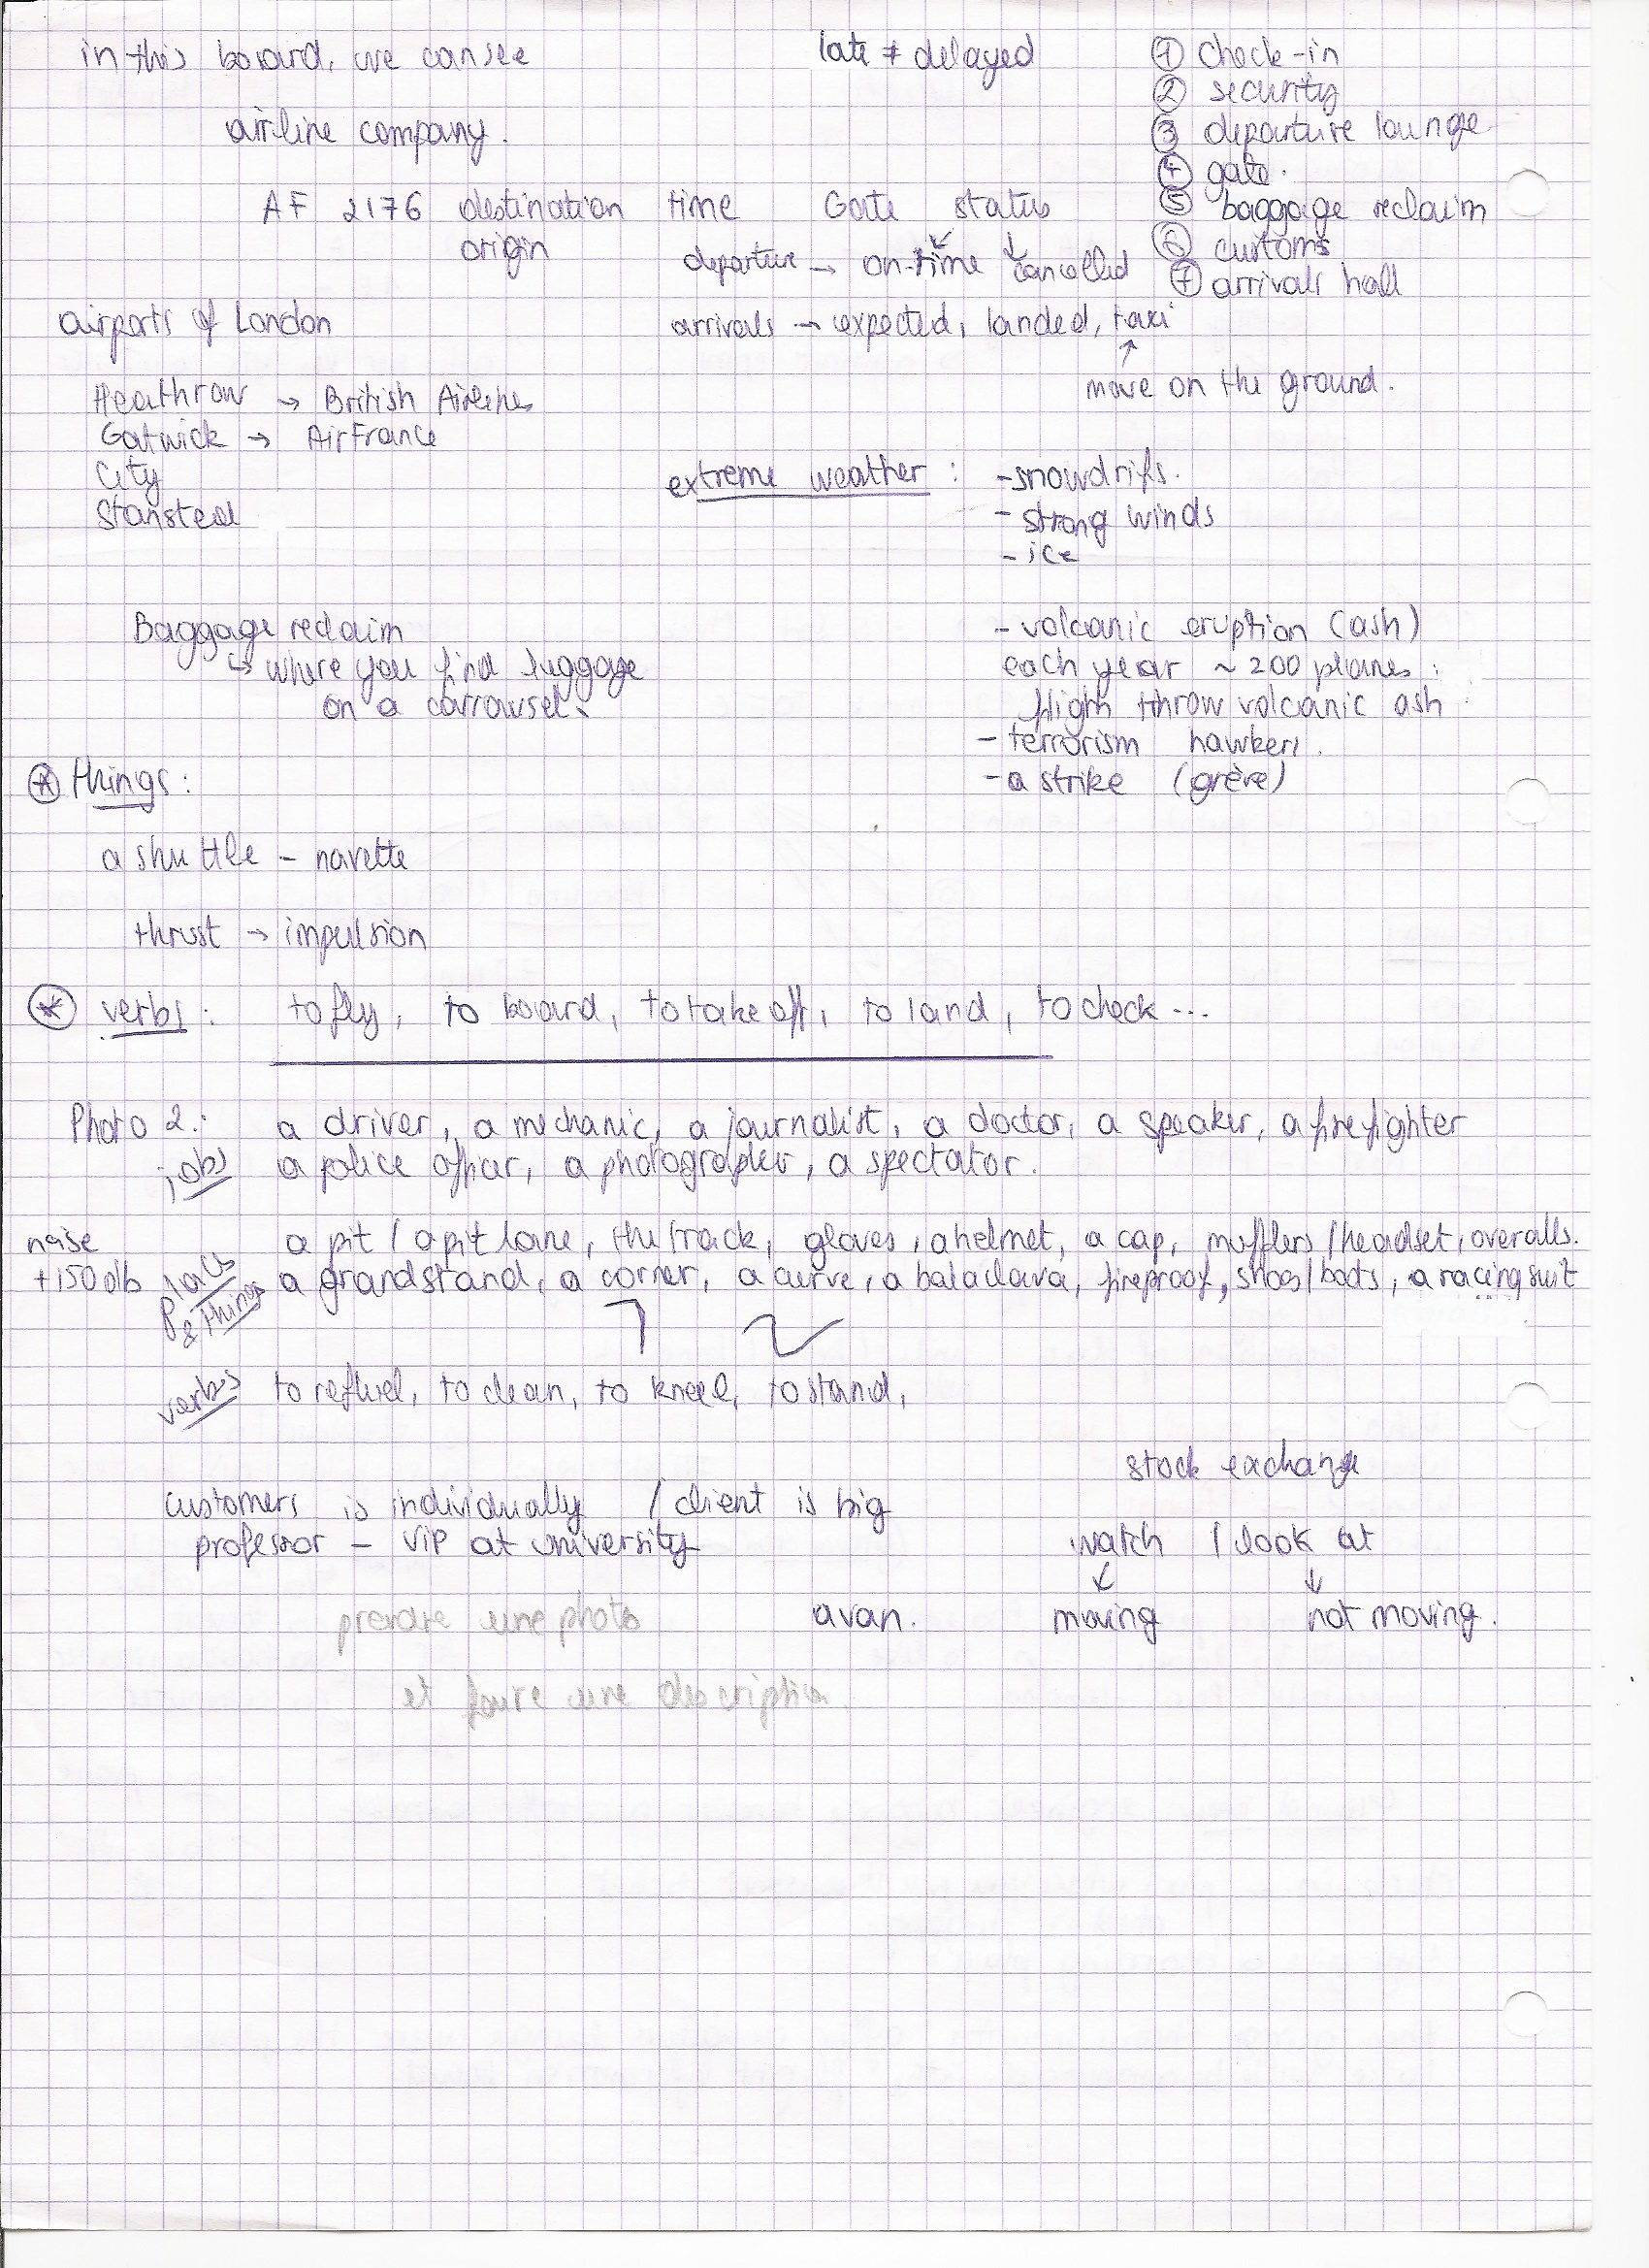 in this board, we can see
late ≠ delayed
① check-in
② security
③ departure lounge
④ gate.
⑤ baggage reclaim
⑥ customs
⑦ arrivals hall
airline company.
AF 2176 destination time Gate status
origin
departure → on-time cancelled
arrivals → expected, landed, taxi
↑
move on the ground.
airports of London
Heathrow → British Airlines
Gatwick → AirFrance
City
Stansted
extreme weather :
- snowdrifs.
- strong winds
- ice
- volcanic eruption (ash)
each year ~ 200 planes :
fligh throw volcanic ash
- terrorism
- a strike (grève)
Baggage reclaim
↳ where you find luggage
on a carrousel.
* things :
a shuttle - navette
thrust → impulsion
* verbs : to fly, to board, to take off, to land, to check ...
Photo 2 : a driver, a mechanic, a journalist, a doctor, a speaker, a firefighter
jobs a police officer, a photographer, a spectator.
noise
+150db
places
& things
a pit / a pit lane, the track, gloves, a helmet, a cap, mufflers / headset, overalls.
a grandstand, a corner, a curve, a balaclava, fireproof, shoes / boots, a racing suit
verbs to refuel, to clean, to kneel, to stand,
stock exchange
customers is individually / client is big
professor - VIP at university
watch / look at
↓ ↓
moving not moving.
avan.
prendre une photo
et faire une description.